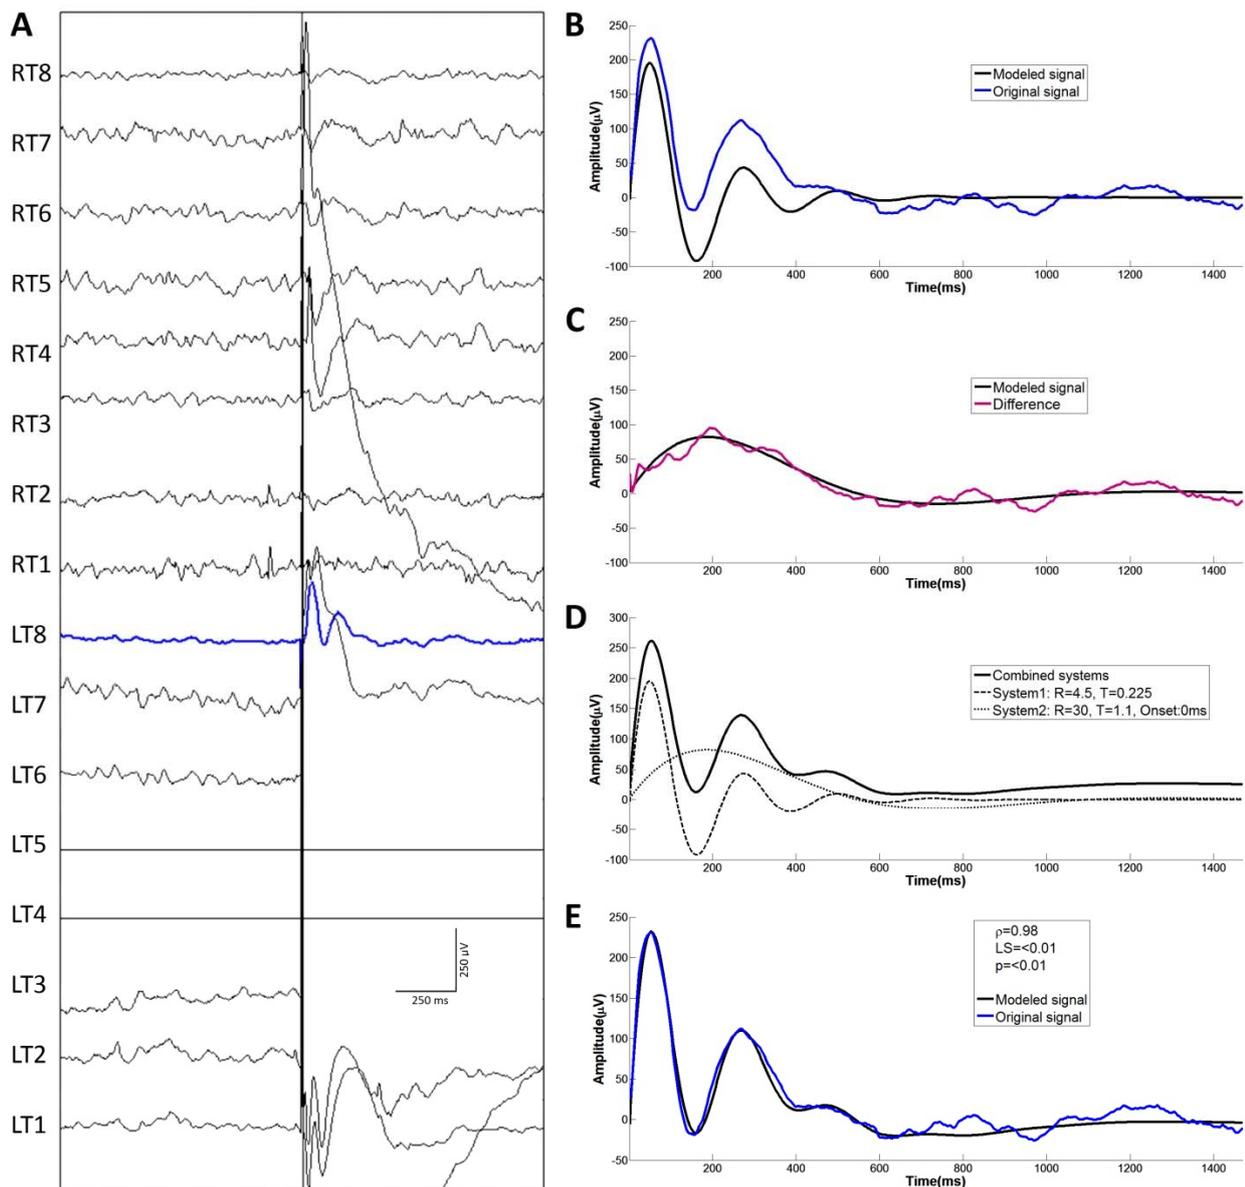 A
RT8
RT7
RT6
RT5
RT4
RT3
RT2
RT1
LT8
LT7
LT6
LT5
LT4
LT3
LT2
LT1
250 µV
250 ms
B
Amplitude(µV)
250
200
150
100
50
0
-50
-100
200 400 600 800 1000 1200 1400
Time(ms)
Modeled signal
Original signal
C
Amplitude(µV)
250
200
150
100
50
0
-50
-100
200 400 600 800 1000 1200 1400
Time(ms)
Modeled signal
Difference
D
Amplitude(µV)
300
250
200
150
100
50
0
-50
-100
200 400 600 800 1000 1200 1400
Time(ms)
Combined systems
System1: R=4.5, T=0.225
System2: R=30, T=1.1, Onset:0ms
E
Amplitude(µV)
250
200
150
100
50
0
-50
200 400 600 800 1000 1200 1400
Time(ms)
ρ=0.98
LS=<0.01
p=<0.01
Modeled signal
Original signal